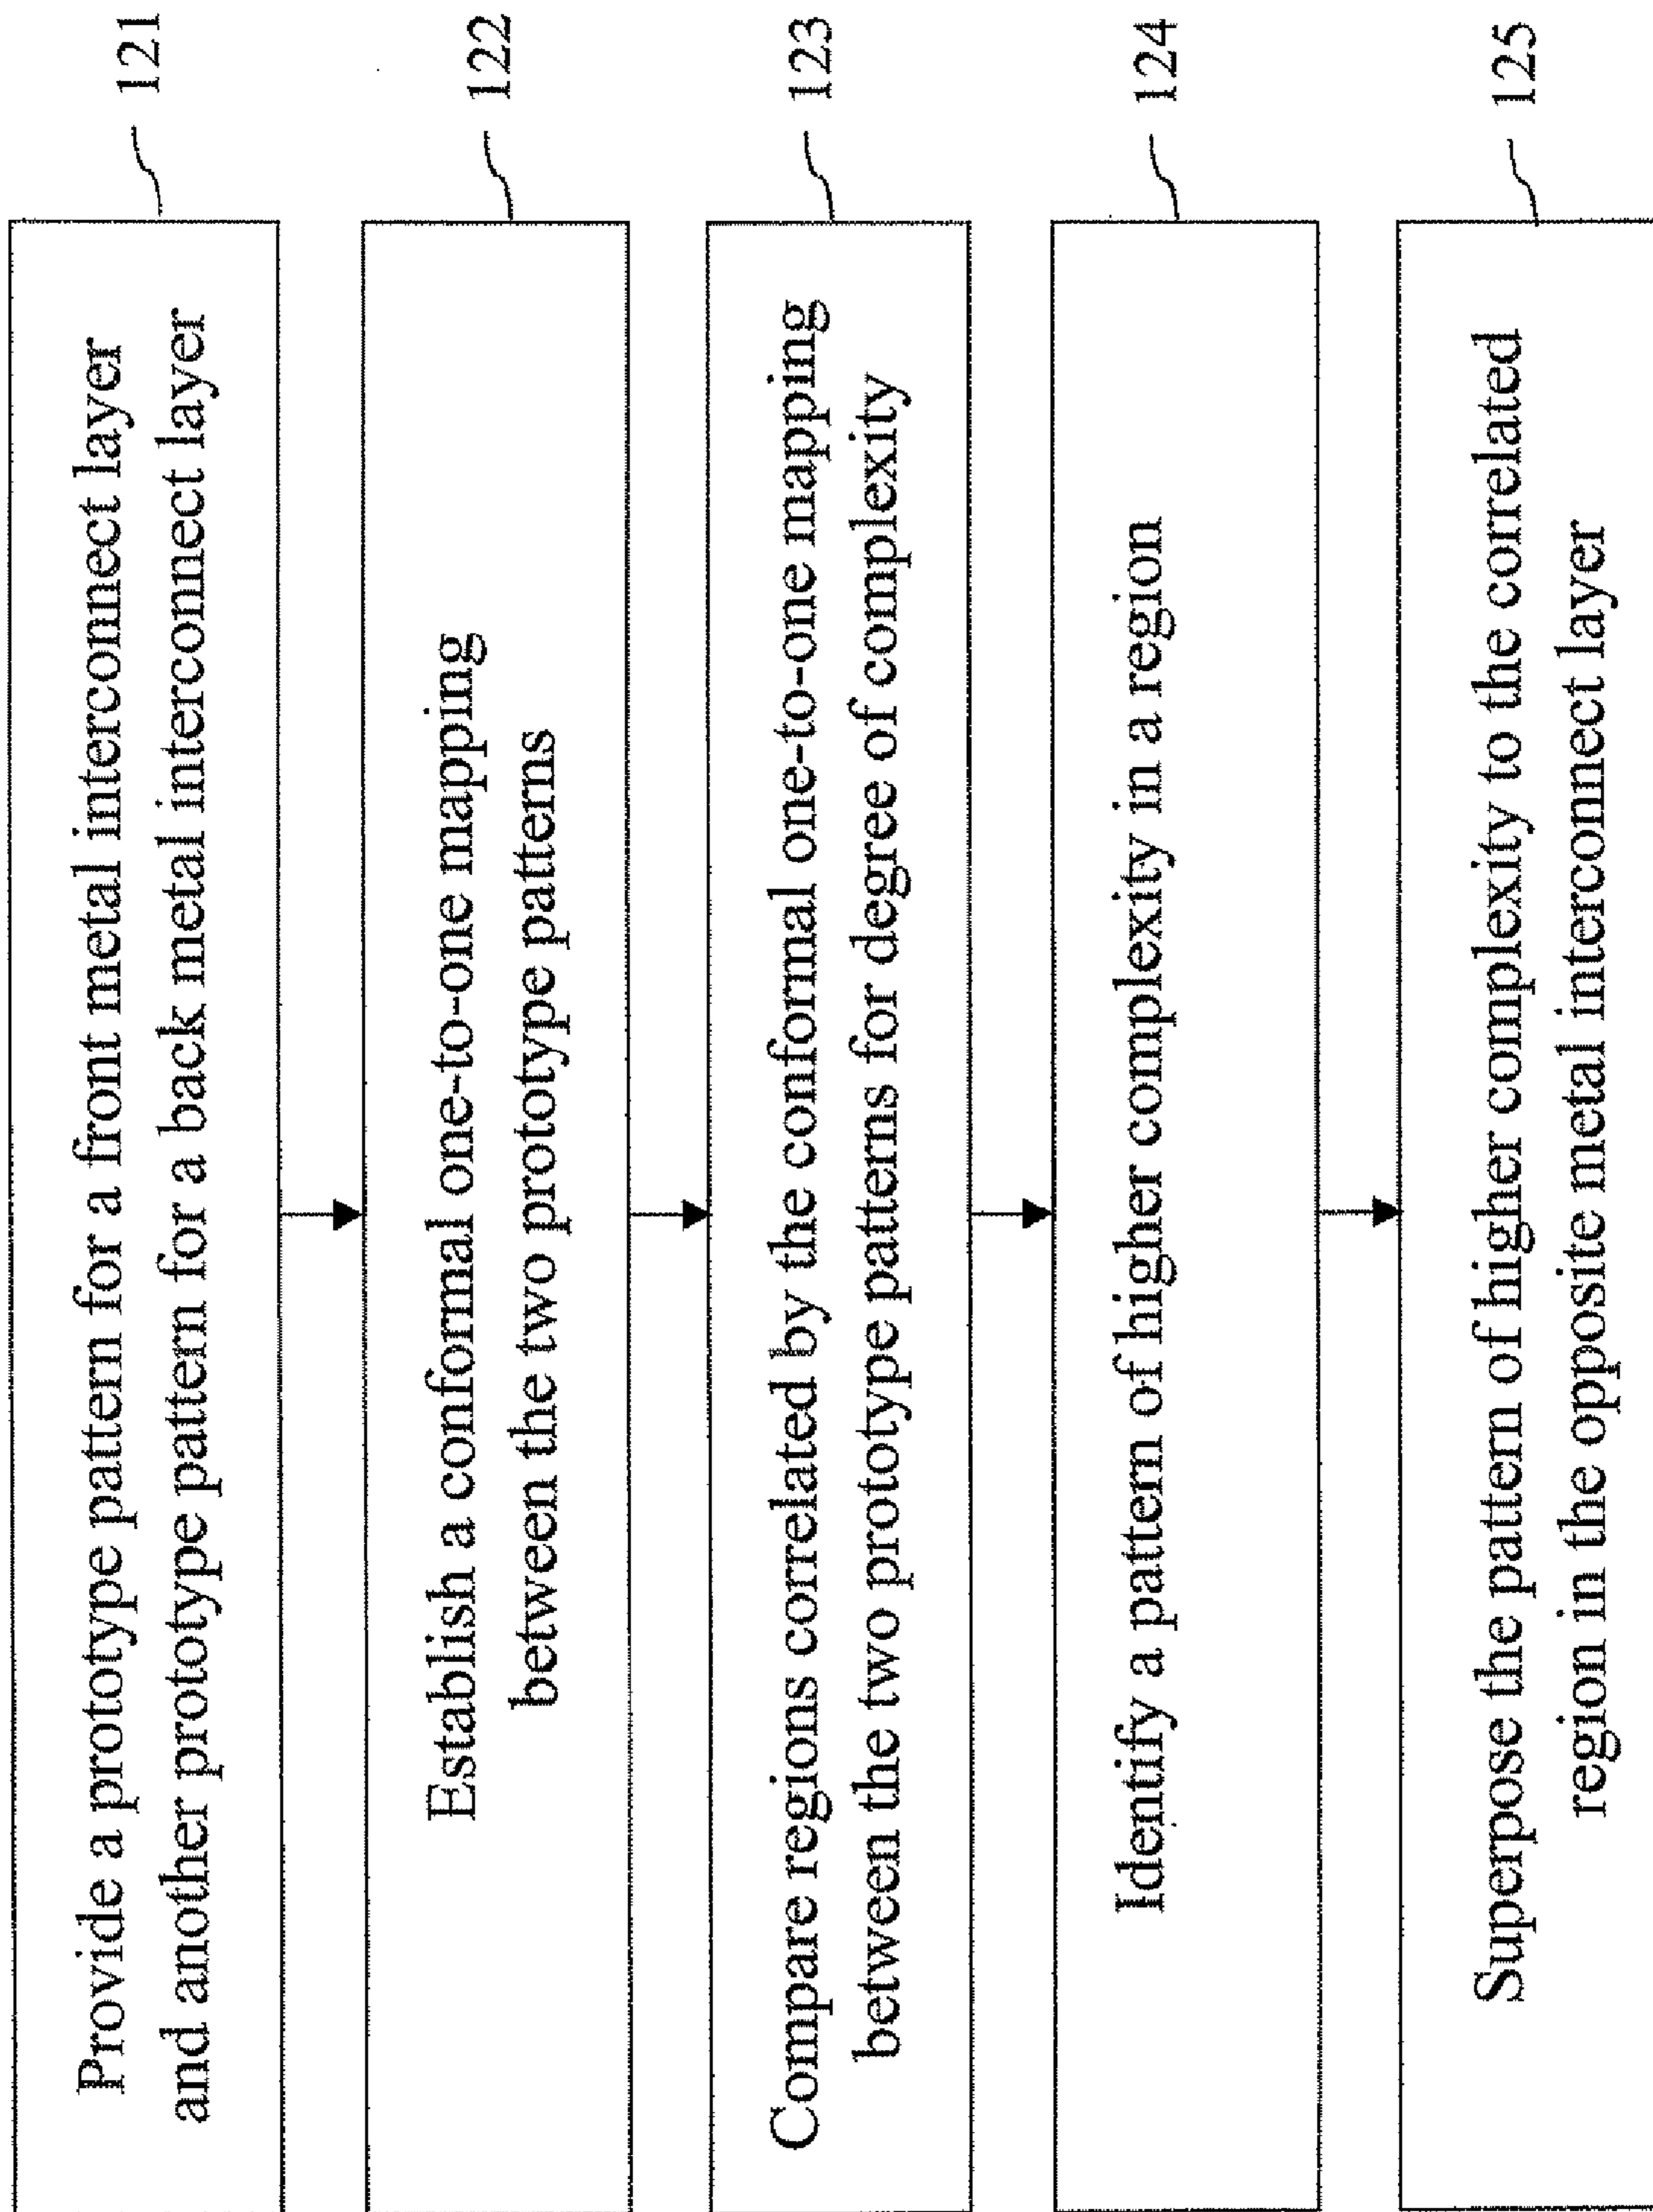 Provide a prototype pattern for a front metal interconnect layer
and another prototype pattern for a back metal interconnect layer
121
Establish a conformal one-to-one mapping
between the two prototype patterns
122
Compare regions correlated by the conformal one-to-one mapping
between the two prototype patterns for degree of complexity
123
Identify a pattern of higher complexity in a region
124
Superpose the pattern of higher complexity to the correlated
region in the opposite metal interconnect layer
125